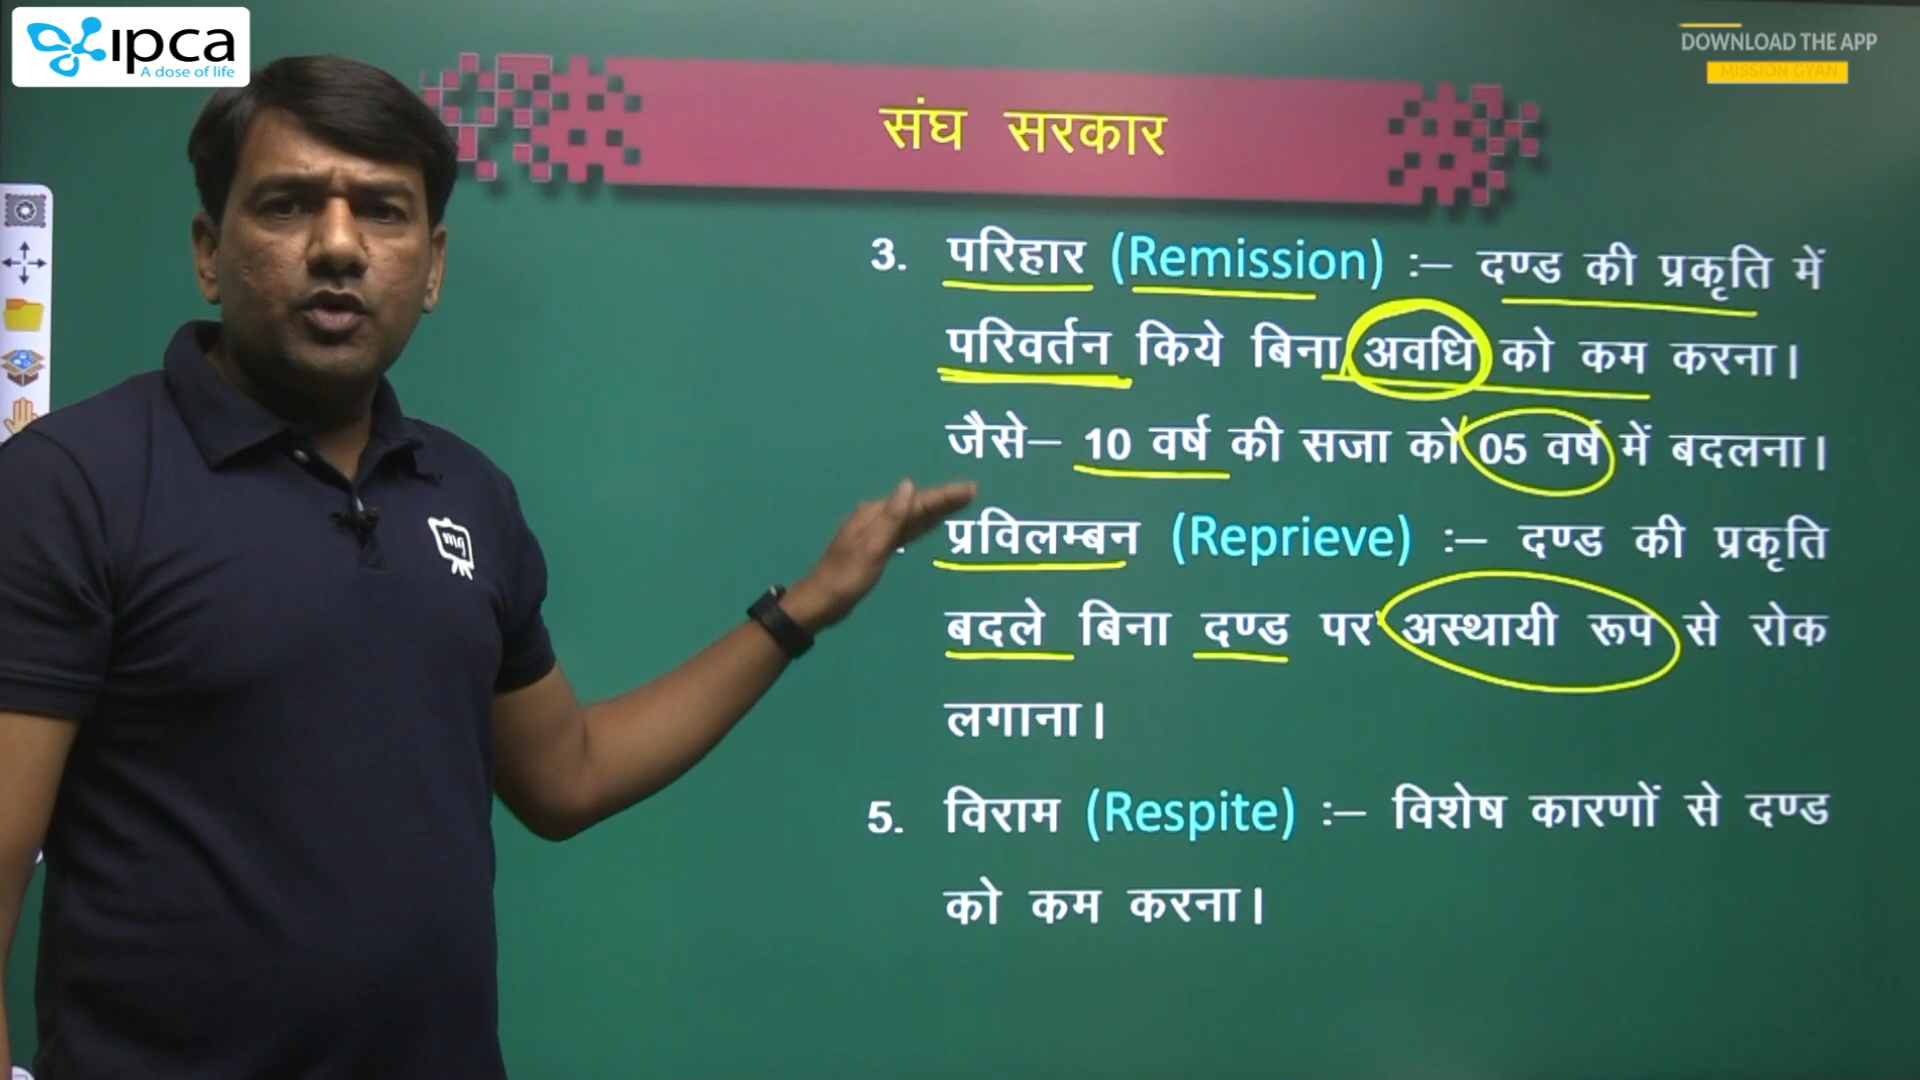 ipca
A dose of life
DOWNLOAD THE APP
MISSION GYAN
संघ सरकार
3. परिहार (Remission) :– दण्ड की प्रकृति में
परिवर्तन किये बिना अवधि को कम करना।
जैसे– 10 वर्ष की सजा को 05 वर्ष में बदलना।
प्रविलम्बन (Reprieve) :– दण्ड की प्रकृति
बदले बिना दण्ड पर अस्थायी रूप से रोक
लगाना।
5. विराम (Respite) :– विशेष कारणों से दण्ड
को कम करना।
mg